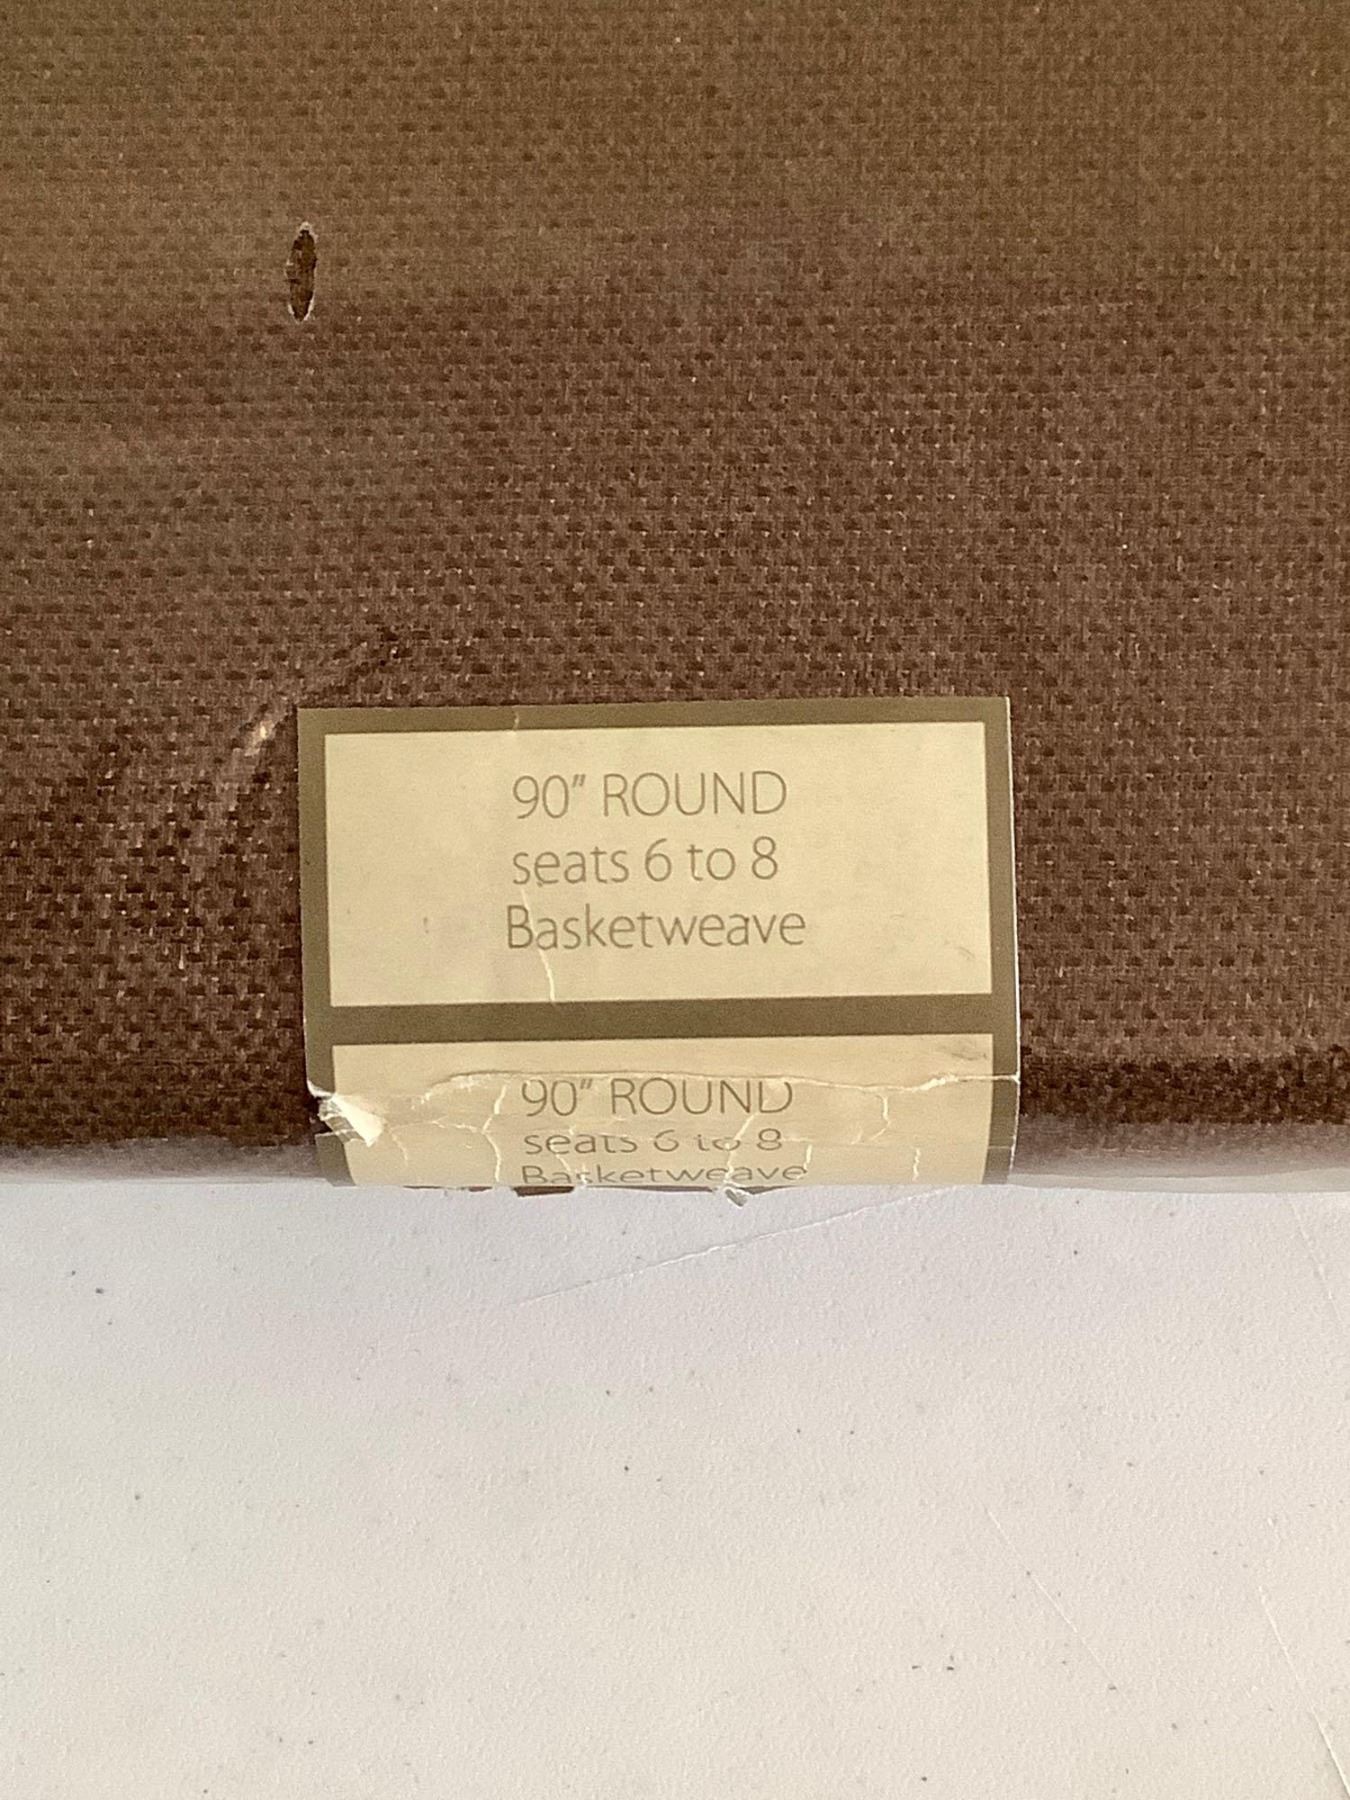 90" ROUND
seats 6 to 8
Basketweave
90" ROUND
seats 6 to 8
Basketweave